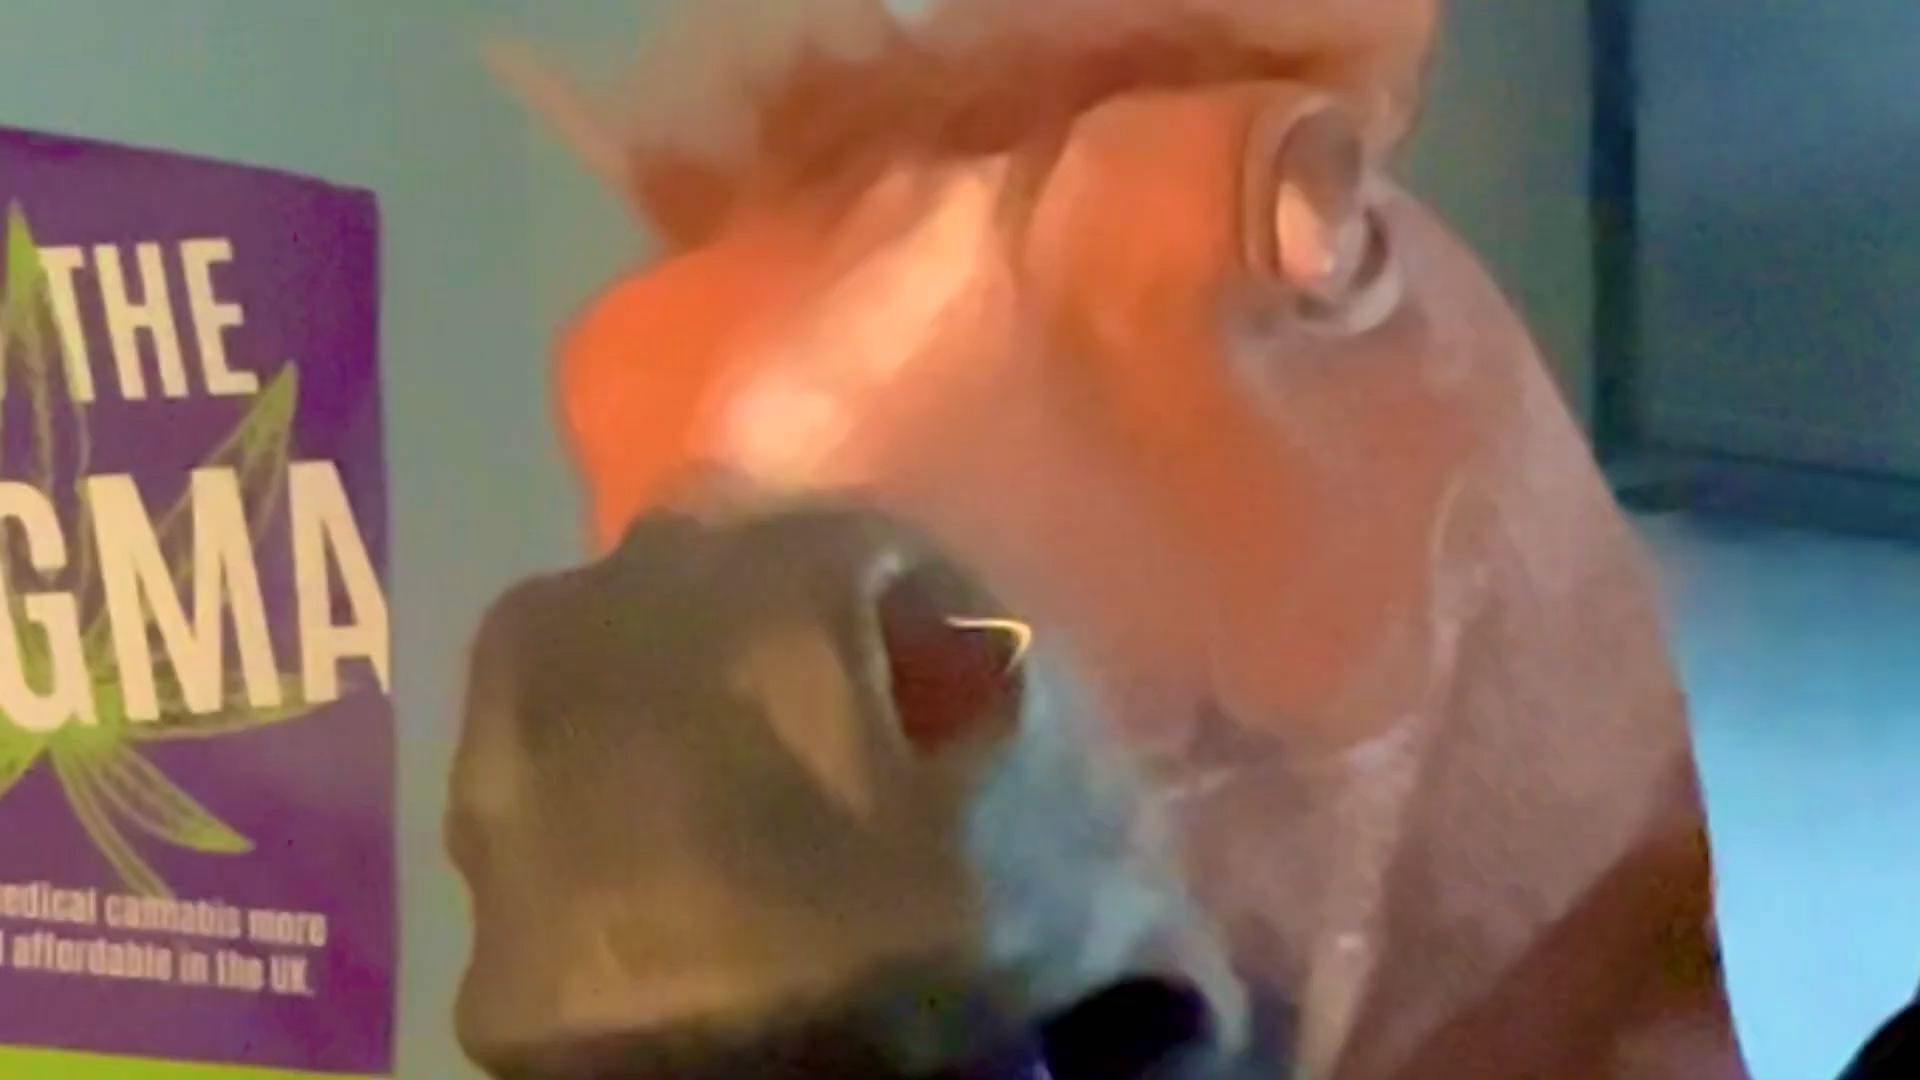 THE
GMA
edical cannabis more
affordable in the UK.